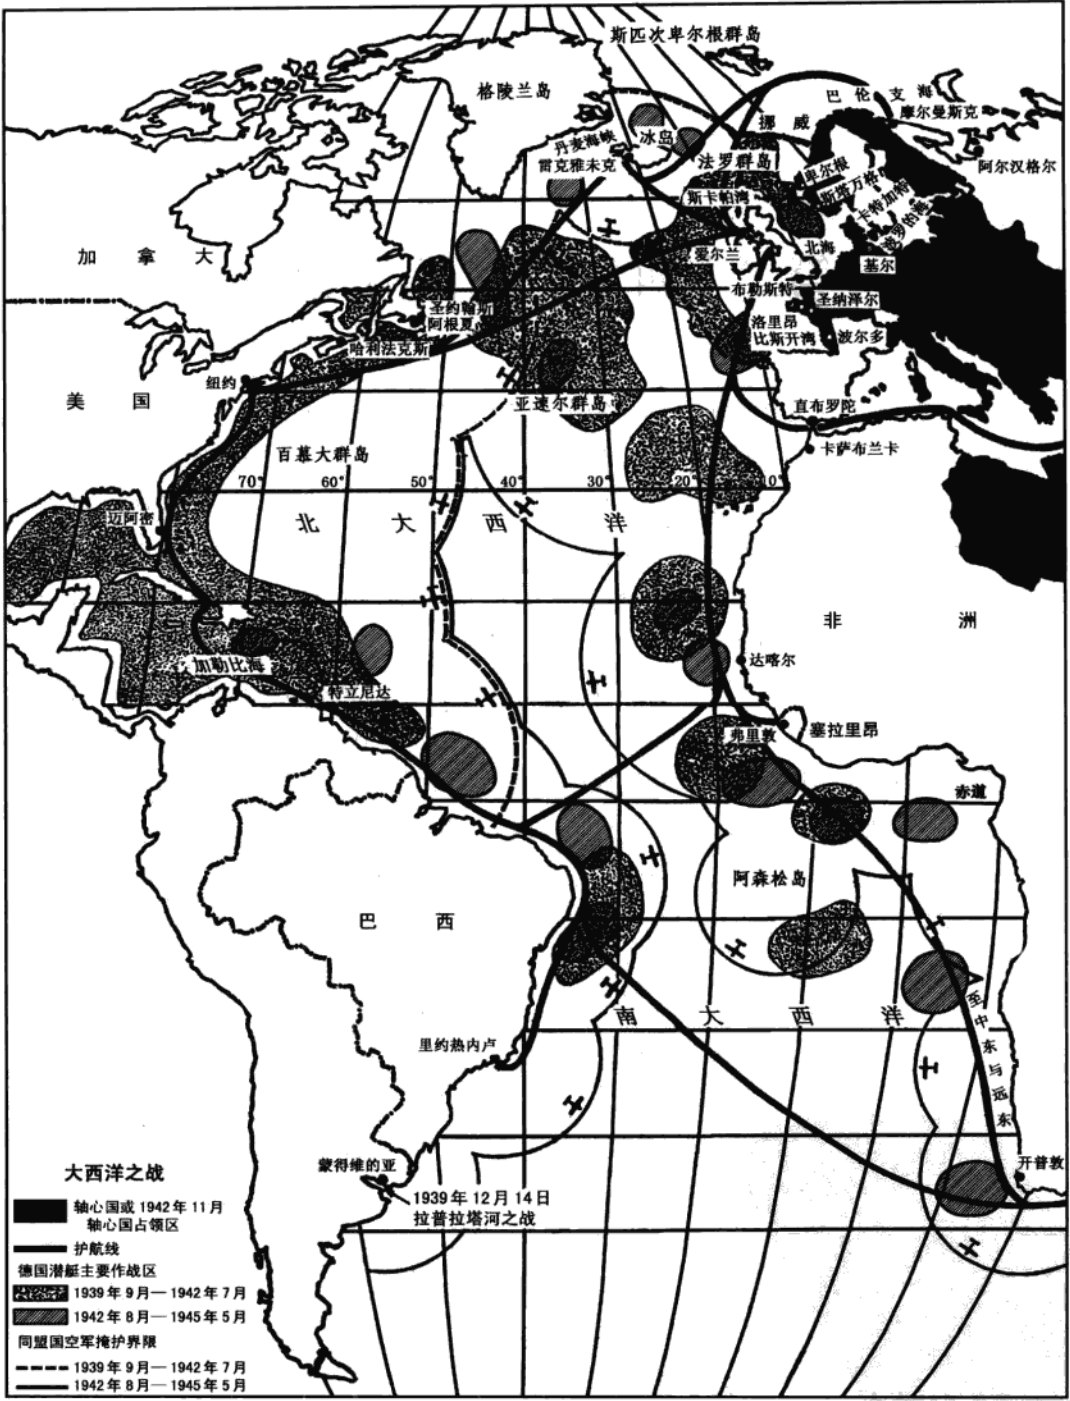 斯匹次卑尔根群岛
格陵兰岛
巴伦支海
摩尔曼斯克
挪威
丹麦海峡
冰岛
雷克雅未克
法罗群岛
阿尔汉格尔
卑尔根
斯塔万格
卡特加特
斯卡帕湾
加拿大
爱尔兰
北海
基尔
布勒斯特
圣纳泽尔
圣约翰斯
阿根夏
洛里昂
比斯开湾
波尔多
哈利法克斯
纽约
美国
亚速尔群岛
直布罗陀
卡萨布兰卡
百慕大群岛
70°
60°
50°
40°
30°
20°
10°
迈阿密
北大西洋
非洲
加勒比海
达喀尔
特立尼达
弗里敦
塞拉里昂
赤道
阿森松岛
巴西
南大西洋
至中东与远东
里约热内卢
蒙得维的亚
开普敦
1939年12月14日
拉普拉塔河之战
大西洋之战
轴心国或1942年11月
轴心国占领区
护航线
德国潜艇主要作战区
1939年9月—1942年7月
1942年8月—1945年5月
同盟国空军掩护界限
1939年9月—1942年7月
1942年8月—1945年5月